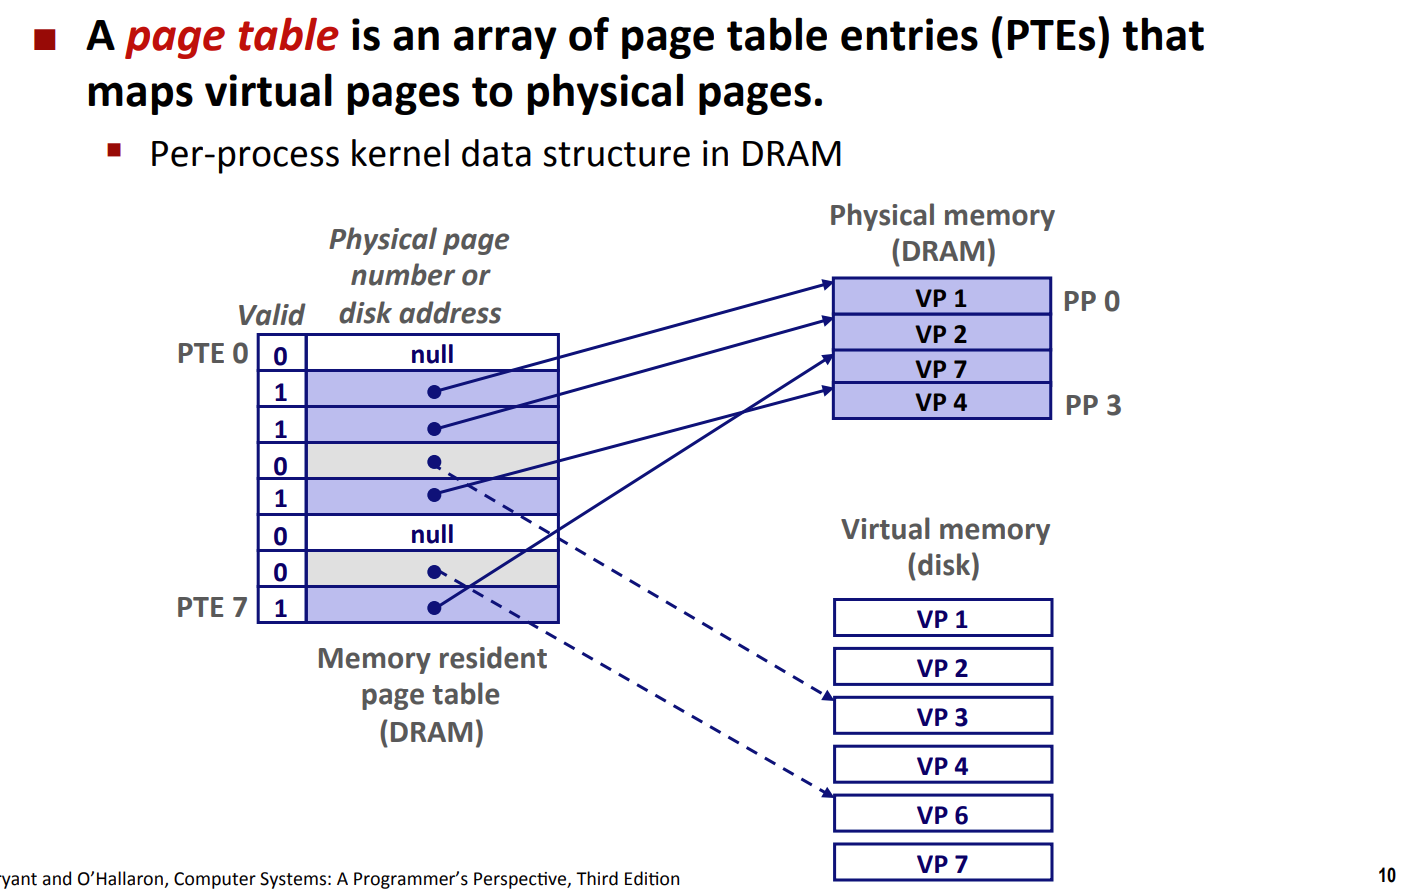 A page table is an array of page table entries (PTEs) that
maps virtual pages to physical pages.
Per-process kernel data structure in DRAM
Physical page
number or
disk address
Valid
PTE 0
0 null
1
1
0
1
0 null
0
PTE 7 1
Memory resident
page table
(DRAM)
Physical memory
(DRAM)
VP 1 PP 0
VP 2
VP 7
VP 4 PP 3
Virtual memory
(disk)
VP 1
VP 2
VP 3
VP 4
VP 6
VP 7
ryant and O'Hallaron, Computer Systems: A Programmer's Perspective, Third Edition
10